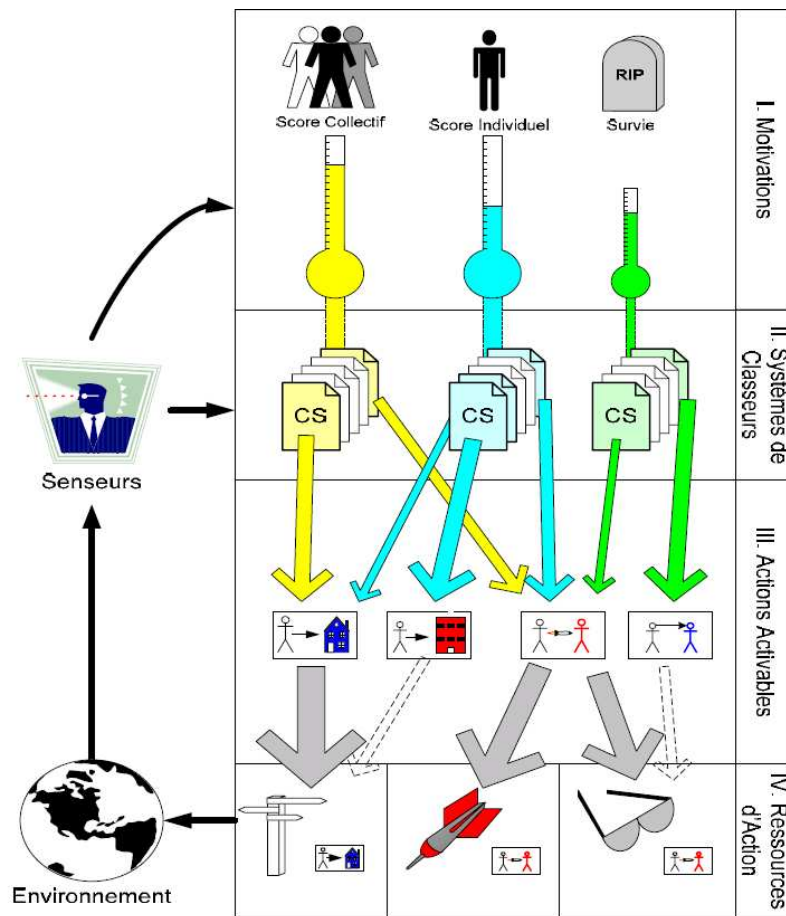 RIP
Score Collectif
Score Individuel
Survie
I. Motivations
CS
CS
CS
II. Systèmes de
Classeurs
Senseurs
III. Actions Activables
IV. Ressources
d'Action
Environnement